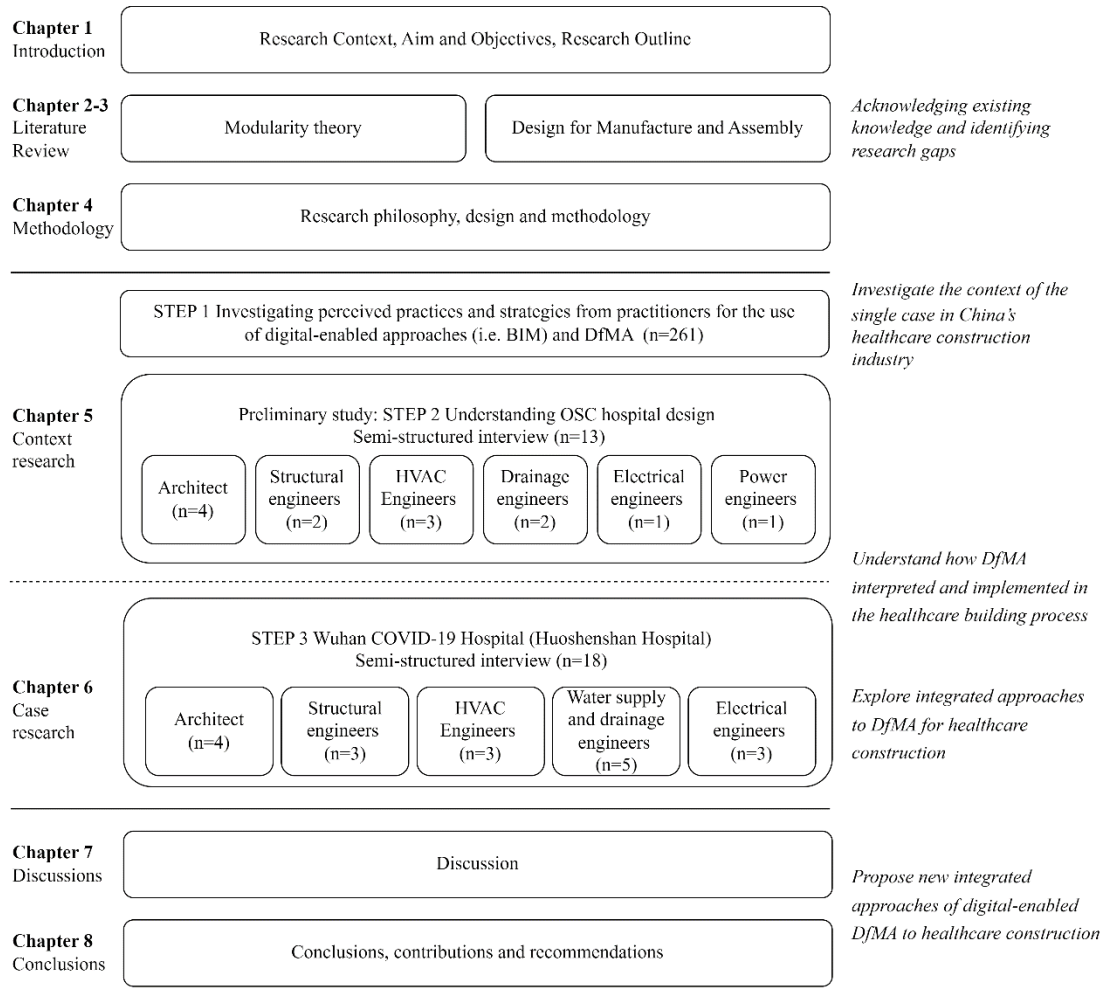 Chapter 1
Introduction
Research Context, Aim and Objectives, Research Outline
Chapter 2-3
Literature
Review
Modularity theory
Design for Manufacture and Assembly
Acknowledging existing
knowledge and identifying
research gaps
Chapter 4
Methodology
Research philosophy, design and methodology
STEP 1 Investigating perceived practices and strategies from practitioners for the use
of digital-enabled approaches (i.e. BIM) and DfMA (n=261)
Investigate the context of the
single case in China's
healthcare construction
industry
Chapter 5
Context
research
Preliminary study: STEP 2 Understanding OSC hospital design
Semi-structured interview (n=13)
Architect
(n=4)
Structural
engineers
(n=2)
HVAC
Engineers
(n=3)
Drainage
engineers
(n=2)
Electrical
engineers
(n=1)
Power
engineers
(n=1)
Understand how DfMA
interpreted and implemented in
the healthcare building process
Chapter 6
Case
research
STEP 3 Wuhan COVID-19 Hospital (Huoshenshan Hospital)
Semi-structured interview (n=18)
Architect
(n=4)
Structural
engineers
(n=3)
HVAC
Engineers
(n=3)
Water supply
and drainage
engineers
(n=5)
Electrical
engineers
(n=3)
Explore integrated approaches
to DfMA for healthcare
construction
Chapter 7
Discussions
Discussion
Propose new integrated
approaches of digital-enabled
DfMA to healthcare construction
Chapter 8
Conclusions
Conclusions, contributions and recommendations